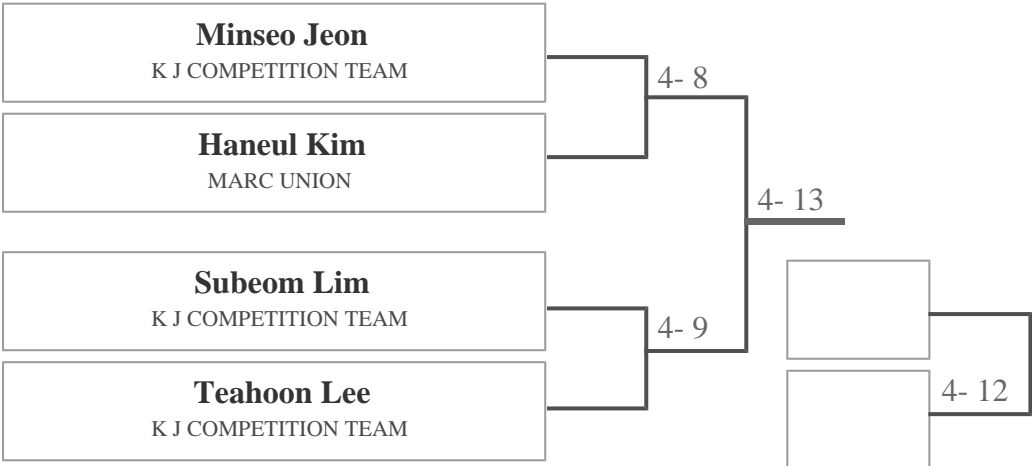 Minseo Jeon
K J COMPETITION TEAM
4- 8
Haneul Kim
MARC UNION
4- 13
Subeom Lim
K J COMPETITION TEAM
4- 9
Teahoon Lee
K J COMPETITION TEAM
4- 12